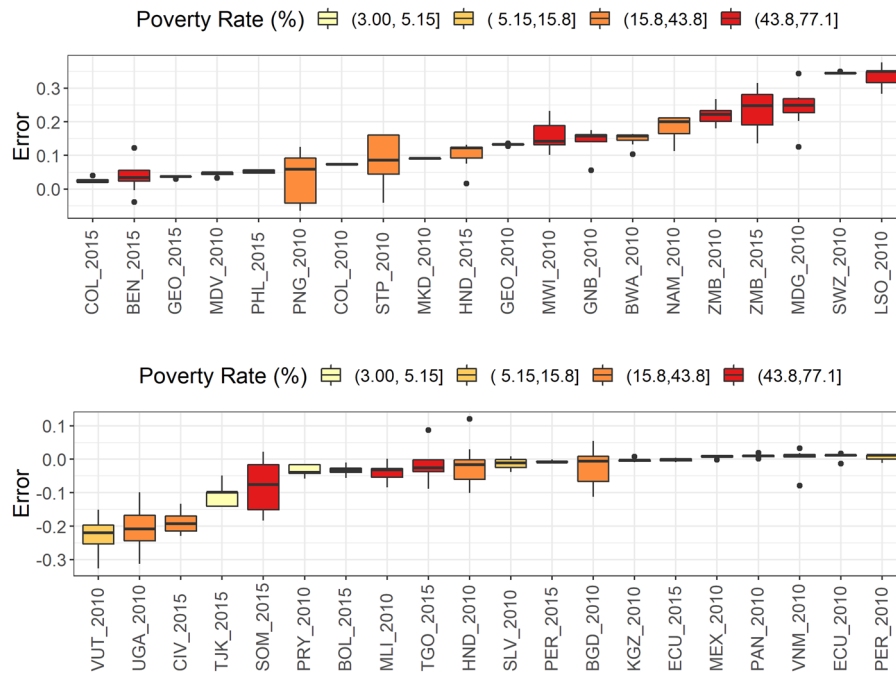 Poverty Rate (%) (3.00, 5.15] ( 5.15,15.8] (15.8,43.8] (43.8,77.1]
Error
0.3
0.2
0.1
0.0
COL_2015 BEN_2015 GEO_2015 MDV_2010 PHL_2015 PNG_2010 COL_2010 STP_2010 MKD_2010 HND_2015 GEO_2010 MWI_2010 GNB_2010 BWA_2010 NAM_2010 ZMB_2010 ZMB_2015 MDG_2010 SWZ_2010 LSO_2010
Poverty Rate (%) (3.00, 5.15] ( 5.15,15.8] (15.8,43.8] (43.8,77.1]
Error
0.1
0.0
-0.1
-0.2
-0.3
VUT_2010 UGA_2010 CIV_2015 TJK_2015 SOM_2015 PRY_2010 BOL_2015 MLI_2010 TGO_2015 HND_2010 SLV_2010 PER_2015 BGD_2010 KGZ_2010 ECU_2015 MEX_2010 PAN_2010 VNM_2010 ECU_2010 PER_2010